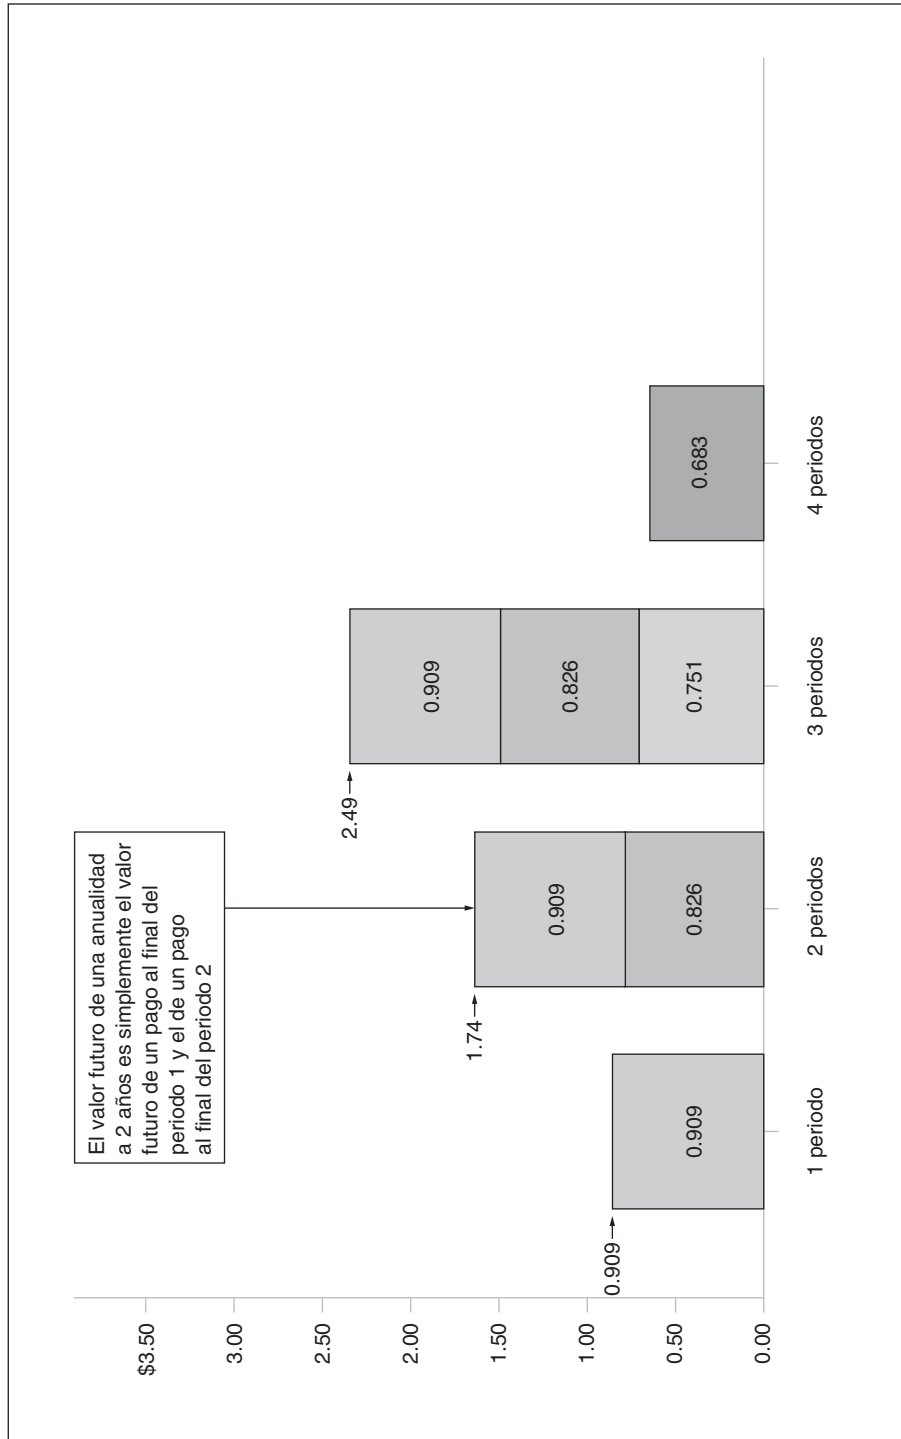 El valor futuro de una anualidad
a 2 años es simplemente el valor
futuro de un pago al final del
periodo 1 y el de un pago
al final del periodo 2
$3.50
3.00
2.50
2.00
1.50
1.00
0.50
0.00
0.909
0.909
1.74
0.909
0.826
2.49
0.909
0.826
0.751
0.683
1 periodo
2 periodos
3 periodos
4 periodos